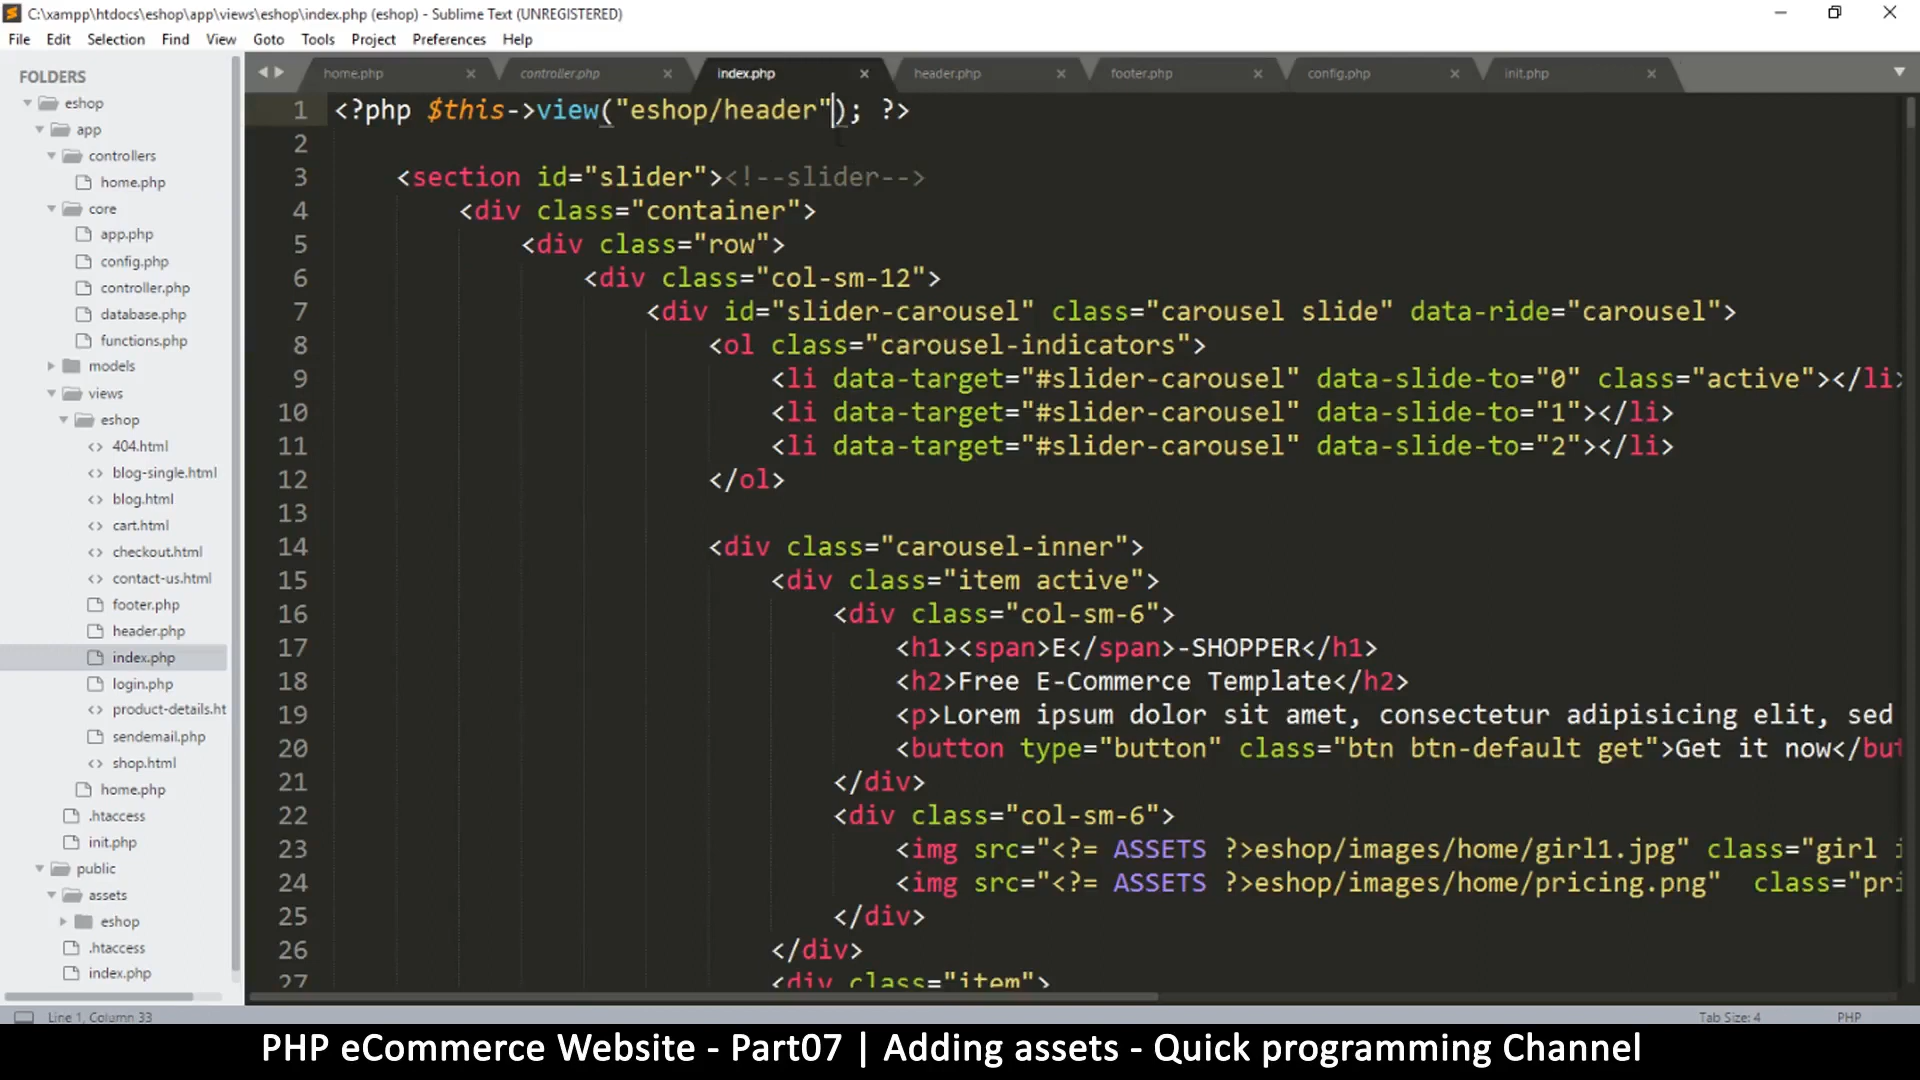 C:\xampp\htdocs\eshop\app\views\eshop\index.php (eshop) - Sublime Text (UNREGISTERED)
File Edit Selection Find View Goto Tools Project Preferences Help
FOLDERS
eshop
app
controllers
home.php
core
app.php
config.php
controller.php
database.php
functions.php
models
views
eshop
404.html
blog-single.html
blog.html
cart.html
checkout.html
contact-us.html
footer.php
header.php
index.php
login.php
product-details.ht
sendemail.php
shop.html
home.php
.htaccess
init.php
public
assets
eshop
.htaccess
index.php
home.php controller.php index.php header.php footer.php config.php init.php
1 <?php $this->view("eshop/header"); ?>
2
3 <section id="slider"><!--slider-->
4 <div class="container">
5 <div class="row">
6 <div class="col-sm-12">
7 <div id="slider-carousel" class="carousel slide" data-ride="carousel">
8 <ol class="carousel-indicators">
9 <li data-target="#slider-carousel" data-slide-to="0" class="active"></li>
10 <li data-target="#slider-carousel" data-slide-to="1"></li>
11 <li data-target="#slider-carousel" data-slide-to="2"></li>
12 </ol>
13
14 <div class="carousel-inner">
15 <div class="item active">
16 <div class="col-sm-6">
17 <h1><span>E</span>-SHOPPER</h1>
18 <h2>Free E-Commerce Template</h2>
19 <p>Lorem ipsum dolor sit amet, consectetur adipisicing elit, sed
20 <button type="button" class="btn btn-default get">Get it now</but
21 </div>
22 <div class="col-sm-6">
23 <img src="<?= ASSETS ?>eshop/images/home/girl1.jpg" class="girl i
24 <img src="<?= ASSETS ?>eshop/images/home/pricing.png"  class="pri
25 </div>
26 </div>
27 <div class="item">
Line 1, Column 33
Tab Size: 4 PHP
PHP eCommerce Website - Part07 | Adding assets - Quick programming Channel